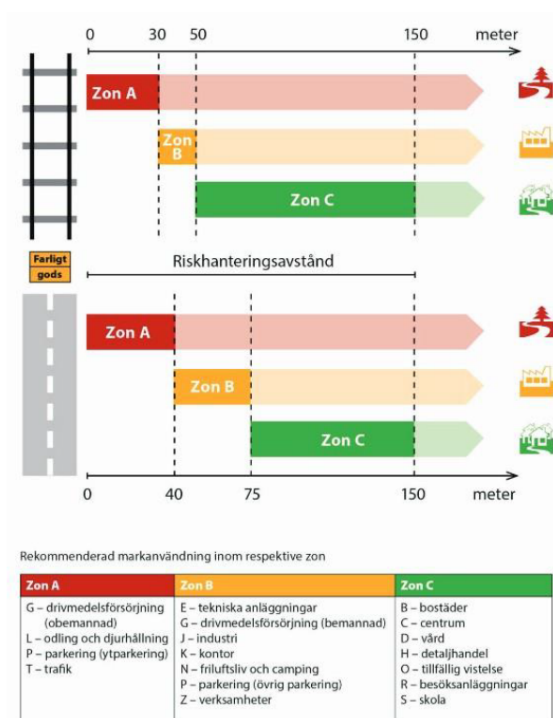 0 30 50 150 meter
Zon A
Zon
B
Zon C
Farligt
gods
Riskhanteringsavstånd
Zon A
Zon B
Zon C
0 40 75 150 meter
Rekommenderad markanvändning inom respektive zon
Zon A
G – drivmedelsförsörjning
(obemannad)
L – odling och djurhållning
P – parkering (ytparkering)
T – trafik
Zon B
E – tekniska anläggningar
G – drivmedelsförsörjning (bemannad)
J – industri
K – kontor
N – friluftsliv och camping
P – parkering (övrig parkering)
Z – verksamheter
Zon C
B – bostäder
C – centrum
D – vård
H – detaljhandel
O – tillfällig vistelse
R – besöksanläggningar
S – skola